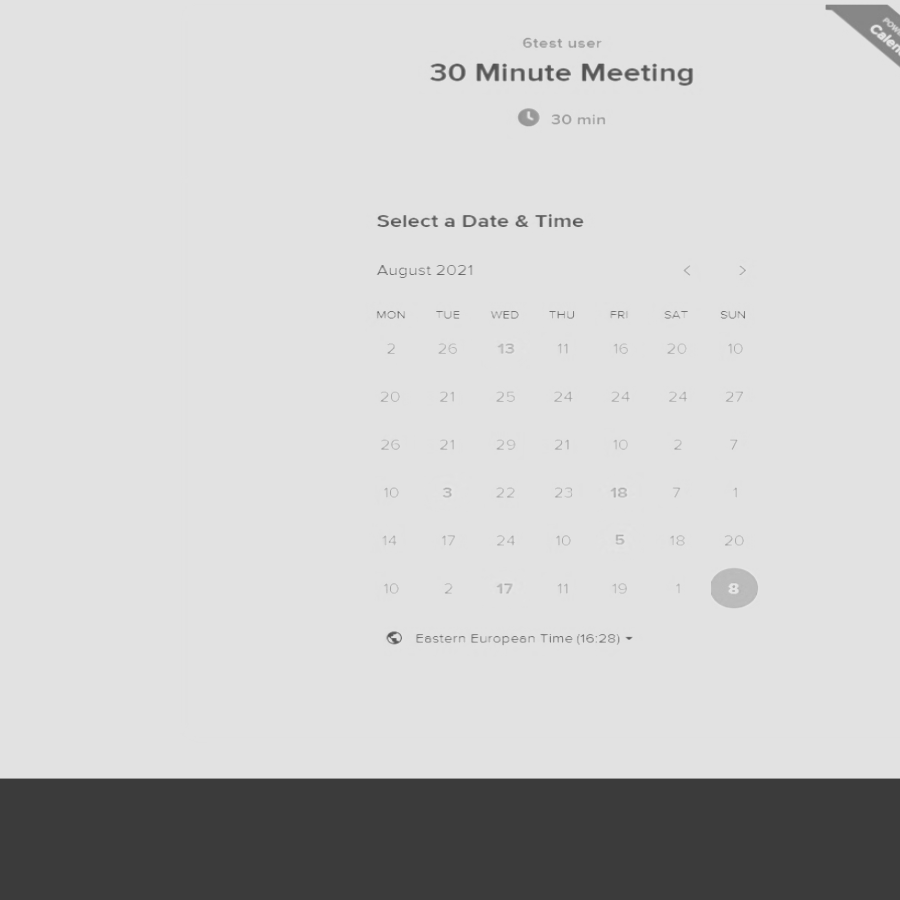 6test user
30 Minute Meeting
30 min
Select a Date & Time
August 2021
MON TUE WED THU FRI SAT SUN
2 26 13 11 16 20 10
20 21 25 24 24 24 27
26 21 29 21 10 2 7
10 3 22 23 18 7 1
14 17 24 10 5 18 20
10 2 17 11 19 1 8
Eastern European Time (16:28)